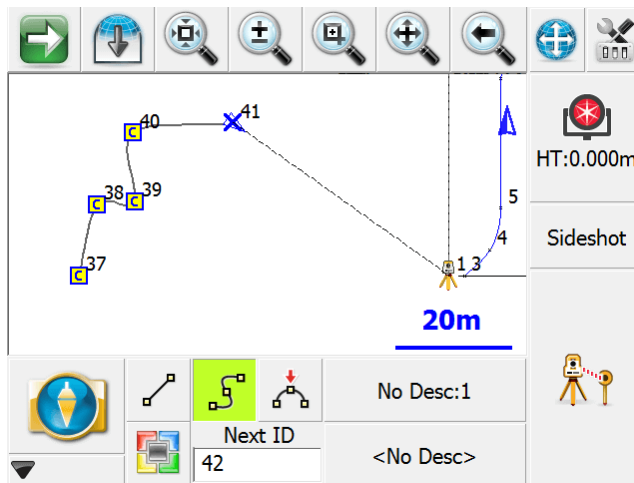 40
41
38
39
37
5
4
1 3
20m
HT:0.000m
Sideshot
No Desc:1
Next ID
42
<No Desc>
C
C
C
C